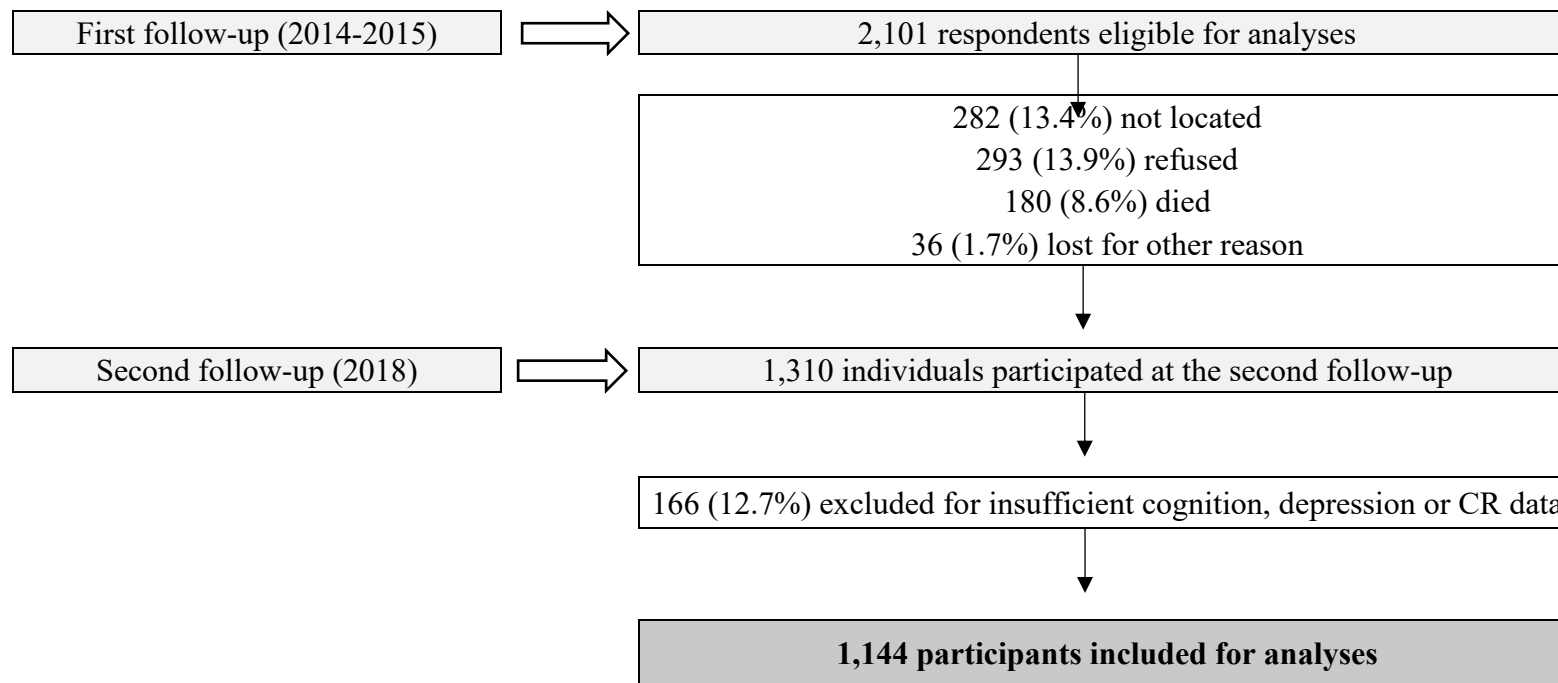 First follow-up (2014-2015)
2,101 respondents eligible for analyses
282 (13.4%) not located
293 (13.9%) refused
180 (8.6%) died
36 (1.7%) lost for other reason
Second follow-up (2018)
1,310 individuals participated at the second follow-up
166 (12.7%) excluded for insufficient cognition, depression or CR data
1,144 participants included for analyses